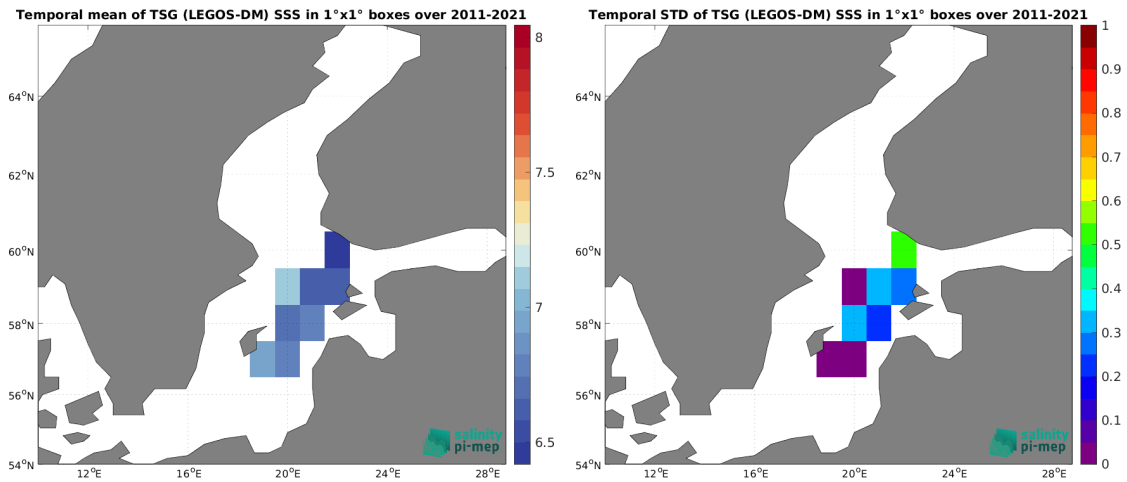 Temporal mean of TSG (LEGOS-DM) SSS in 1°x1° boxes over 2011-2021
64°N
62°N
60°N
58°N
56°N
54°N
12°E
16°E
20°E
24°E
28°E
8
7.5
7
6.5
salinity
pi-mep
Temporal STD of TSG (LEGOS-DM) SSS in 1°x1° boxes over 2011-2021
64°N
62°N
60°N
58°N
56°N
54°N
12°E
16°E
20°E
24°E
28°E
1
0.9
0.8
0.7
0.6
0.5
0.4
0.3
0.2
0.1
0
salinity
pi-mep